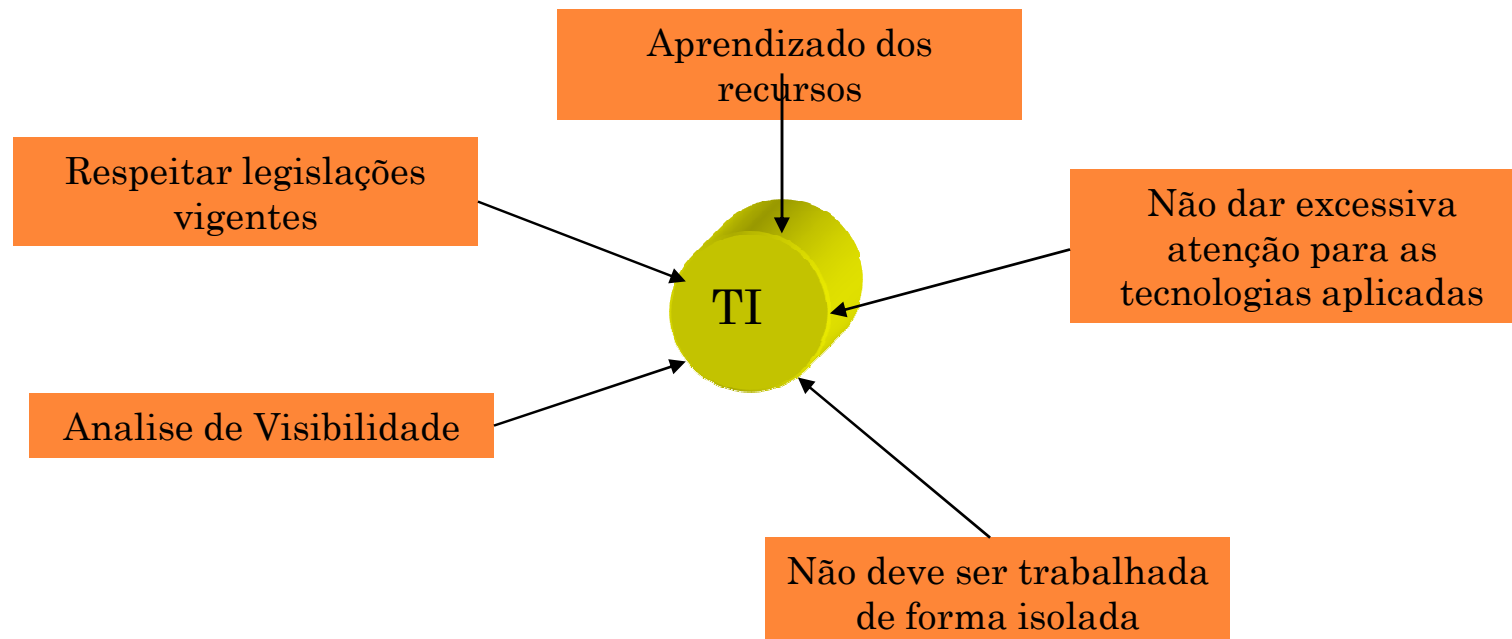 Aprendizado dos
recursos
Respeitar legislações
vigentes
Não dar excessiva
atenção para as
tecnologias aplicadas
TI
Analise de Visibilidade
Não deve ser trabalhada
de forma isolada